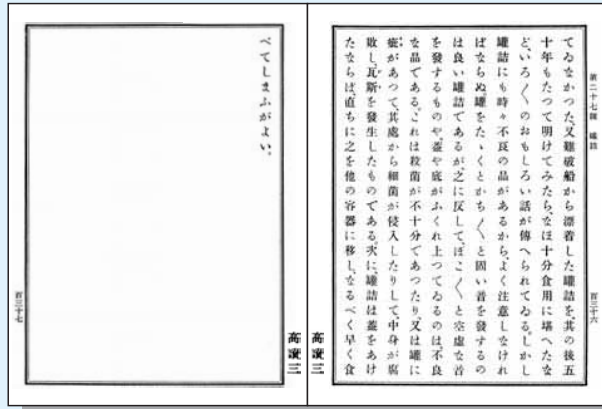 第二十七課 罐詰
てゐなかつた。又難破船から漂着した罐詰を、其の後五
十年もたつて明けてみたら、なほ十分食用に堪へたな
ど、いろ〱のおもしろい話が傳へられてゐる。しかし
罐詰にも時々不良の品があるから、よく注意しなけれ
ばならぬ。罐をたゝくとかち〱と固い音を發するの
は良い罐詰であるが、之に反して、ぼこ〱と空虚な音
を發するものや、蓋や底がふくれ上つてゐるのは、不良
な品である。これは殺菌が不十分であつたり、又は罐に
疵があつて、其處から細菌が侵入したりして、中身が腐
敗し、瓦斯を發生したものである。次に、罐詰は蓋をあけ
たならば、直ちに之を他の容器に移し、なるべく早く食
百三十六
高讀三
べてしまふがよい。
百三十七
高讀三